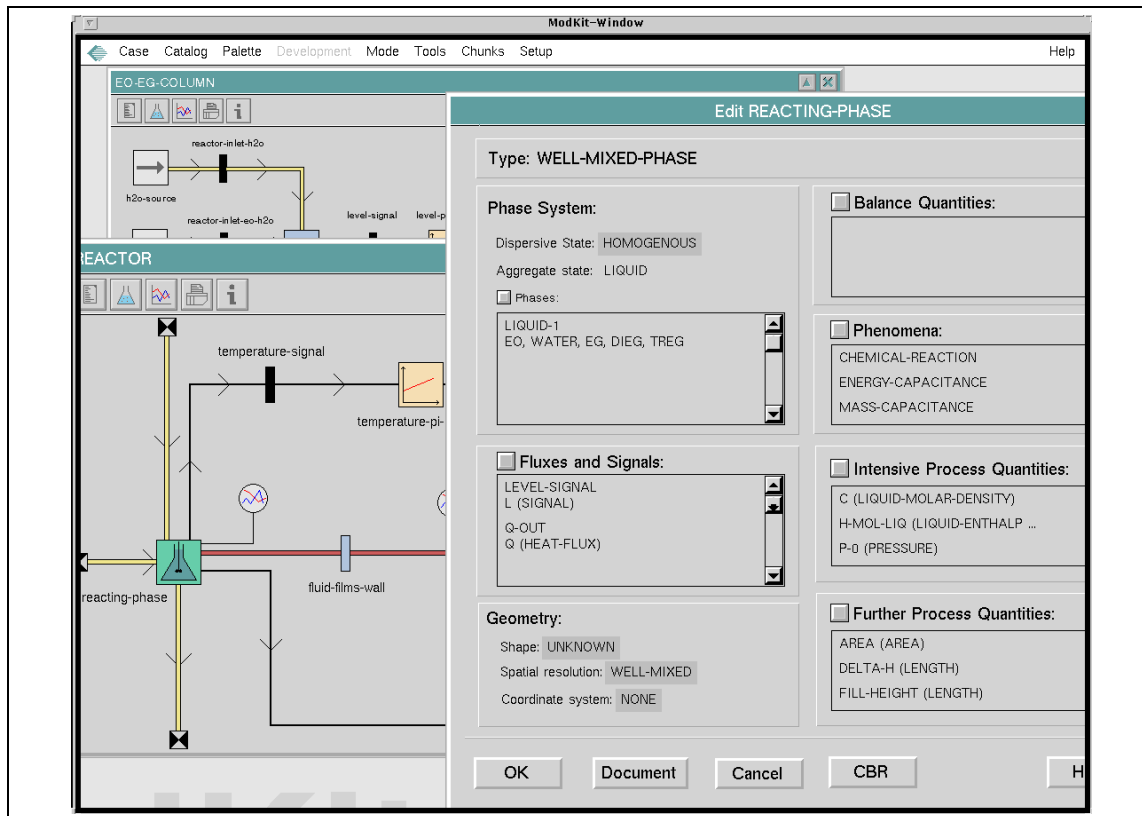 ModKit-Window
Case Catalog Palette Development Mode Tools Chunks Setup Help
EO-EG-COLUMN
reactor-inlet-h2o
h2o-source
reactor-inlet-eo-h2o
level-signal
level-p
REACTOR
temperature-signal
temperature-pi-
fluid-films-wall
reacting-phase
Edit REACTING-PHASE
Type: WELL-MIXED-PHASE
Phase System:
Dispersive State: HOMOGENOUS
Aggregate state: LIQUID
Phases:
LIQUID-1
EO, WATER, EG, DIEG, TREG
Fluxes and Signals:
LEVEL-SIGNAL
L (SIGNAL)
Q-OUT
Q (HEAT-FLUX)
Geometry:
Shape: UNKNOWN
Spatial resolution: WELL-MIXED
Coordinate system: NONE
Balance Quantities:
Phenomena:
CHEMICAL-REACTION
ENERGY-CAPACITANCE
MASS-CAPACITANCE
Intensive Process Quantities:
C (LIQUID-MOLAR-DENSITY)
H-MOL-LIQ (LIQUID-ENTHALP ...
P-0 (PRESSURE)
Further Process Quantities:
AREA (AREA)
DELTA-H (LENGTH)
FILL-HEIGHT (LENGTH)
OK Document Cancel CBR H